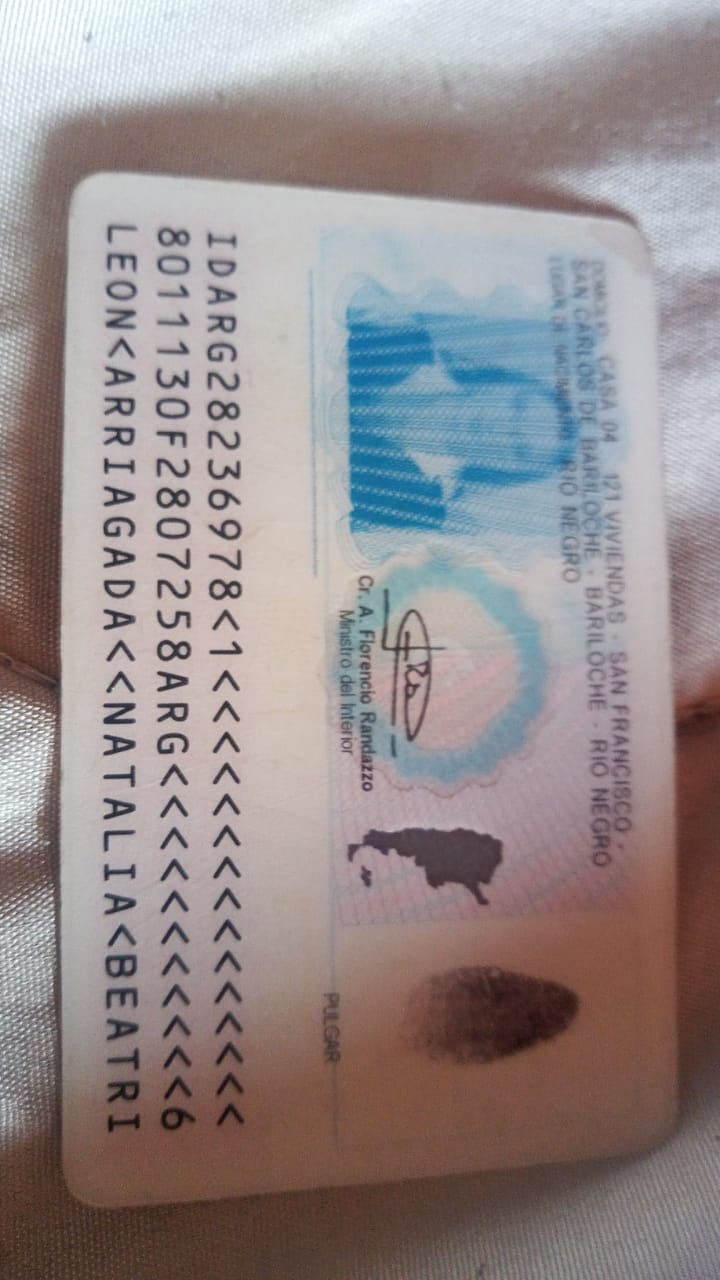 DOMICILIO: CASA 04 121 VIVIENDAS - SAN FRANCISCO -
SAN CARLOS DE BARILOCHE - BARILOCHE - RIO NEGRO
LUGAR DE NACIMIENTO: RIO NEGRO
Cr. A. Florencio Randazzo
Ministro del Interior
PULGAR
IDARG28236978<1<<<<<<<<<<<<<<<
8011130F2807258ARG<<<<<<<<<<<6
LEON<ARRIAGADA<<NATALIA<BEATRI